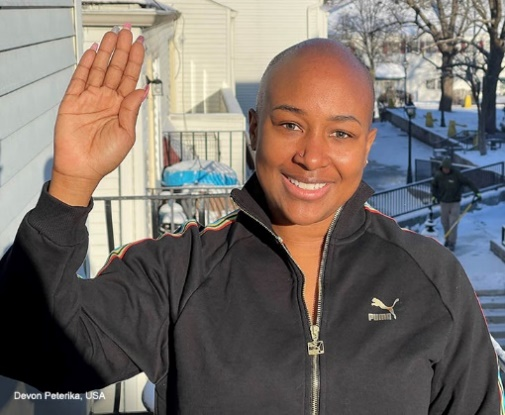 PUMA
Devon Peterika, USA